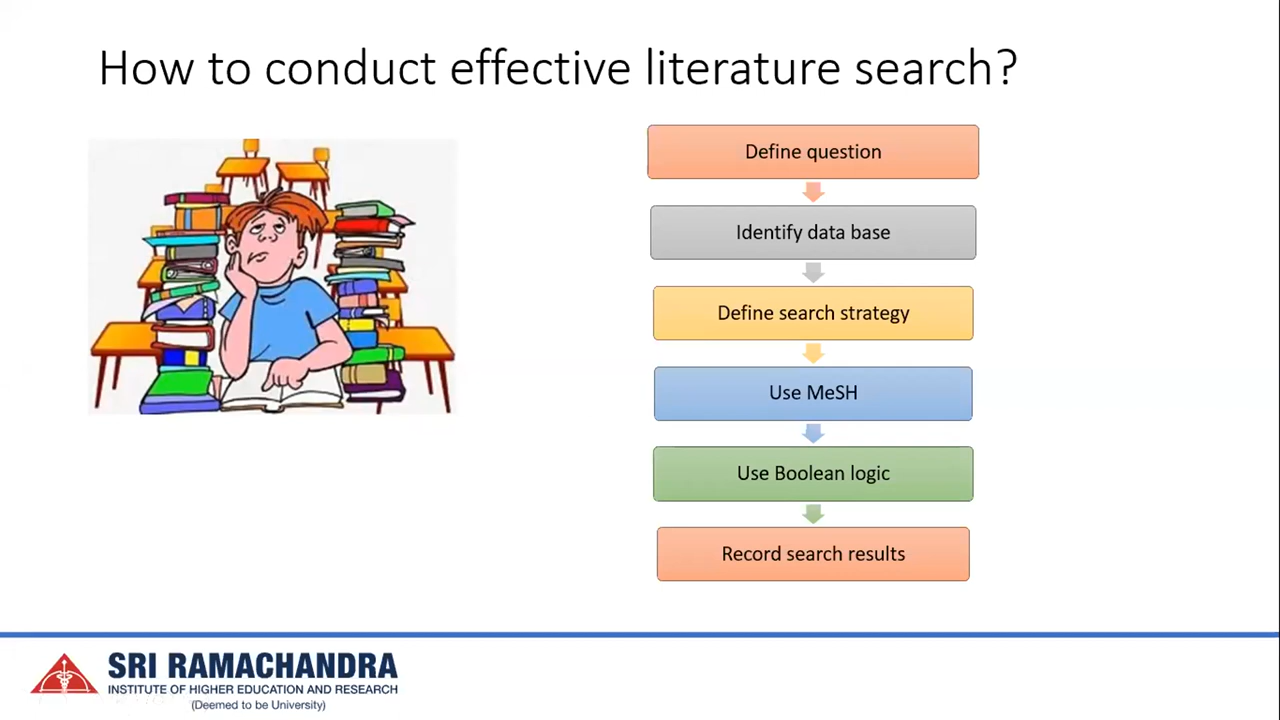 How to conduct effective literature search?
Define question
Identify data base
Define search strategy
Use MeSH
Use Boolean logic
Record search results
SRI RAMACHANDRA
INSTITUTE OF HIGHER EDUCATION AND RESEARCH
(Deemed to be University)